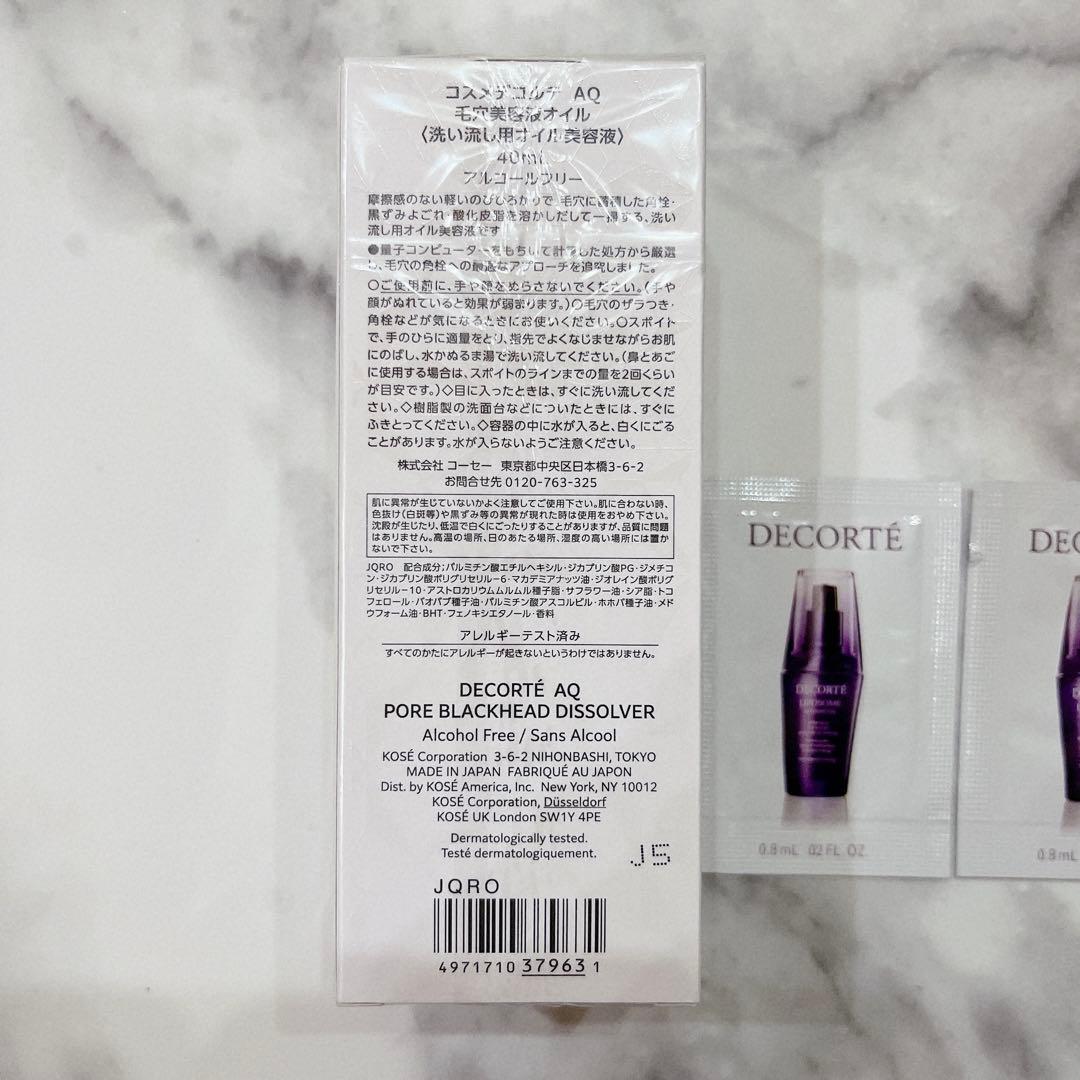 コスメデコルテ AQ
毛穴美容液オイル
〈洗い流し用オイル美容液〉
40mL
アルコールフリー
摩擦感のない軽いのびひろがりで、毛穴に蓄積した角栓・
黒ずみよごれ、酸化皮脂を溶かしだして一掃する、洗い
流し用オイル美容液です。
●量子コンピューターをもちいて計算した処方から厳選
し、毛穴の角栓への最適なアプローチを追究しました。
○ご使用前に、手や顔をぬらさないでください。(手や
顔がぬれていると効果が弱まります。)○毛穴のザラつき・
角栓などが気になるときにお使いください。○スポイト
で、手のひらに適量をとり、指先でよくなじませながらお肌
にのばし、水かぬるま湯で洗い流してください。(鼻とあご
に使用する場合は、スポイトのラインまでの量を2回くらい
が目安です。)◇目に入ったときは、すぐに洗い流してくだ
さい。◇樹脂製の洗面台などについたときには、すぐに
ふきとってください。◇容器の中に水が入ると、白くにごる
ことがあります。水が入らないようご注意ください。
株式会社 コーセー 東京都中央区日本橋3-6-2
お問合せ先 0120-763-325
肌に異常が生じていないかよく注意してご使用下さい。肌に合わない時、
色抜け(白斑等)や黒ずみ等の異常が現れた時は使用をおやめ下さい。
沈殿が生じたり、低温で白くにごったりすることがありますが、品質に問題
はありません。高温の場所、日のあたる場所、湿度の高い場所には置か
ないで下さい。
JQRO 配合成分;パルミチン酸エチルヘキシル・ジカプリン酸PG・ジメチコ
ン・ジカプリン酸ポリグリセリル-6・マカデミアナッツ油・ジオレイン酸ポリグ
リセリル-10・アストロカリウムムルムル種子脂・サフラワー油・シア脂・トコ
フェロール・バオバブ種子油・パルミチン酸アスコルビル・ホホバ種子油・メド
ウフォーム油・BHT・フェノキシエタノール・香料
アレルギーテスト済み
すべてのかたにアレルギーが起きないというわけではありません。
DECORTÉ AQ
PORE BLACKHEAD DISSOLVER
Alcohol Free / Sans Alcool
KOSÉ Corporation 3-6-2 NIHONBASHI, TOKYO
MADE IN JAPAN FABRIQUÉ AU JAPON
Dist. by KOSÉ America, Inc. New York, NY 10012
KOSÉ Corporation, Düsseldorf
KOSÉ UK London SW1Y 4PE
Dermatologically tested.
Testé dermatologiquement.
J5
JQRO
4971710 37963 1
DECORTÉ
DECORTÉ
LIPOSOME
0.8mL .02 FL. OZ.
DEC
0.8mL